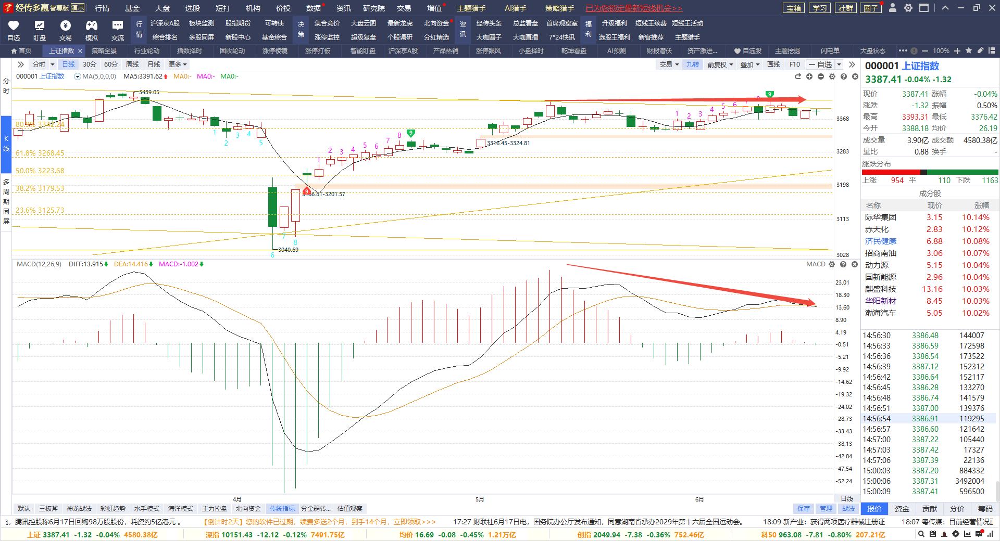 经传多赢 智尊版 演示 行情 基金 大盘 选股 短打 机构 价投 数据 资讯 研究院 交易 增值 主题猎手 AI猎手 策略猎手 已为您锁定最新短线机会>> 宝箱 学习 社群 圈子
行情 沪深京A股 板块监测 股指期货 可转债 决策 集合竞价 大盘云图 最新龙虎 北向资金 资讯 经传头条 总监看盘 首席观察室 福利 升级福利 短线王续费 短线王活动
自选 盯盘 交易 模拟 交流 综合排名 多股同屏 新股中心 基金综合 涨停监控 超级复盘 个股调研 分红精选 大咖圈子 大咖直播 7*24快讯 选股王福利 新客推荐 主题猎手
首页 上证指数 策略全景 行业轮动 指数择时 国收轮动 涨停棱镜 涨停打板 智能盯盘 沪深京A股 产品热销 涨停跟风 小盘择时 乾坤看盘 AI预测 财报潜伏 资产激进... 自选股 主题挖掘 闪电单 大盘状态 100%
分时 日线 30分 60分 周线 月线 更多 交易 九转 前复权 叠加 画线 F10 自选
000001 上证指数 MA(5,0,0,0) MA5:3391.62 MA0:- MA0:- MA0:-
分时
K线
多周期同屏
3439.05
80.9% 3342.24
61.8% 3268.45
50.0% 3223.68
38.2% 3179.53
23.6% 3125.73
1 2 3 4 5 6 7 8 9
1 2 3 4 5 6 7 8 9
1 2 3 4 5 6 9
3316.45-3324.81
3186.81-3201.57
3040.69
3368
3283
3198
3113
3028
MACD(12,26,9) DIFF:13.915 DEA:14.416 MACD:-1.002 MACD
23.01
18.30
13.60
8.90
4.19
-0.51
-5.21
-9.92
-14.62
-19.32
-24.02
-28.73
-33.43
-38.13
-42.84
-47.54
-52.24
4月 5月 6月 日线
默认 三板斧 神龙战法 彩虹趋势 水手模式 海洋模式 主力控盘 北向资金 传统指标 分金弱转... 估值观察 保存 管理 战法
000001 上证指数
3387.41 -0.04% -1.32
现价 3387.41 涨幅 -0.04%
涨跌 -1.32 振幅 0.50%
最高 3393.31 最低 3376.42
今开 3388.18 均价 26.19
成交量 3.90亿 成交额 4580.38亿
量比 0.88 换手 -
涨跌分布
上涨 954 平 110 下跌 1163
成分股
名称 现价 涨幅
际华集团 3.15 10.14%
赤天化 2.83 10.12%
济民健康 6.88 10.08%
招商南油 3.06 10.07%
动力源 5.15 10.04%
国新能源 2.96 10.04%
麒盛科技 13.16 10.03%
华阳新材 8.45 10.03%
渤海汽车 5.05 10.02%
14:56:30 3386.48 144007
14:56:33 3386.59 172598
14:56:36 3386.54 173522
14:56:39 3387.12 152312
14:56:42 3386.64 152117
14:56:45 3386.28 133270
14:56:48 3386.74 141579
14:56:51 3387.00 139376
14:56:54 3386.91 119295
14:56:57 3386.60 121642
14:57:00 3387.22 105440
14:57:03 3387.42 17327
14:57:06 3387.39 22136
15:00:03 3387.20 884332
15:00:06 3387.31 3492004
15:00:09 3387.41 596500
报价 资金 贡献 分价 筹码
，腾讯控股称6月17日回购98万股股份，耗资约5亿港元 。 【倒计时2天】您的软件已过期，续费多送2个月，到手14个月，立即领取>>> 17:27 财联社6月17日电，国务院办公厅发布通知，同意湖南省承办2029年第十六届全国运动会。 18:09 新产业：获得两项医疗器械注册证 18:07 粤传媒：目前经营情况正
上证 3387.41 -1.32 -0.04% 4580.38亿 深指 10151.43 -12.12 -0.12% 7491.75亿 均价 16.69 -0.08 -0.45% 1.21万亿 创指 2049.94 -7.38 -0.36% 752.46亿 科50 963.08 -7.81 -0.80% 207.21亿